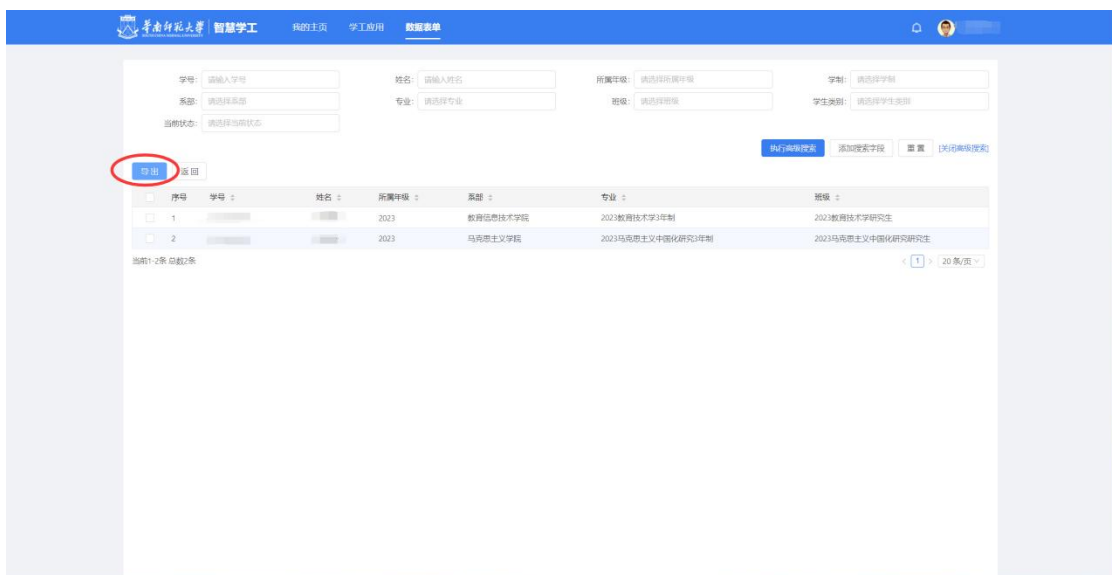 華南师范大學 智慧学工 我的主页 学工应用 数据表单
学号: 请输入学号 姓名: 请输入姓名 所属年级: 请选择所属年级 学制: 请选择学制
系部: 请选择系部 专业: 请选择专业 班级: 请选择班级 学生类别: 请选择学生类别
当前状态: 请选择当前状态
执行高级搜索 添加搜索字段 重置 [关闭高级搜索]
导出 返回
序号 学号 姓名 所属年级 系部 专业 班级
1 2023 教育信息技术学院 2023教育技术学3年制 2023教育技术学研究生
2 2023 马克思主义学院 2023马克思主义中国化研究3年制 2023马克思主义中国化研究研究生
当前1-2条 总数2条 < 1 > 20 条/页